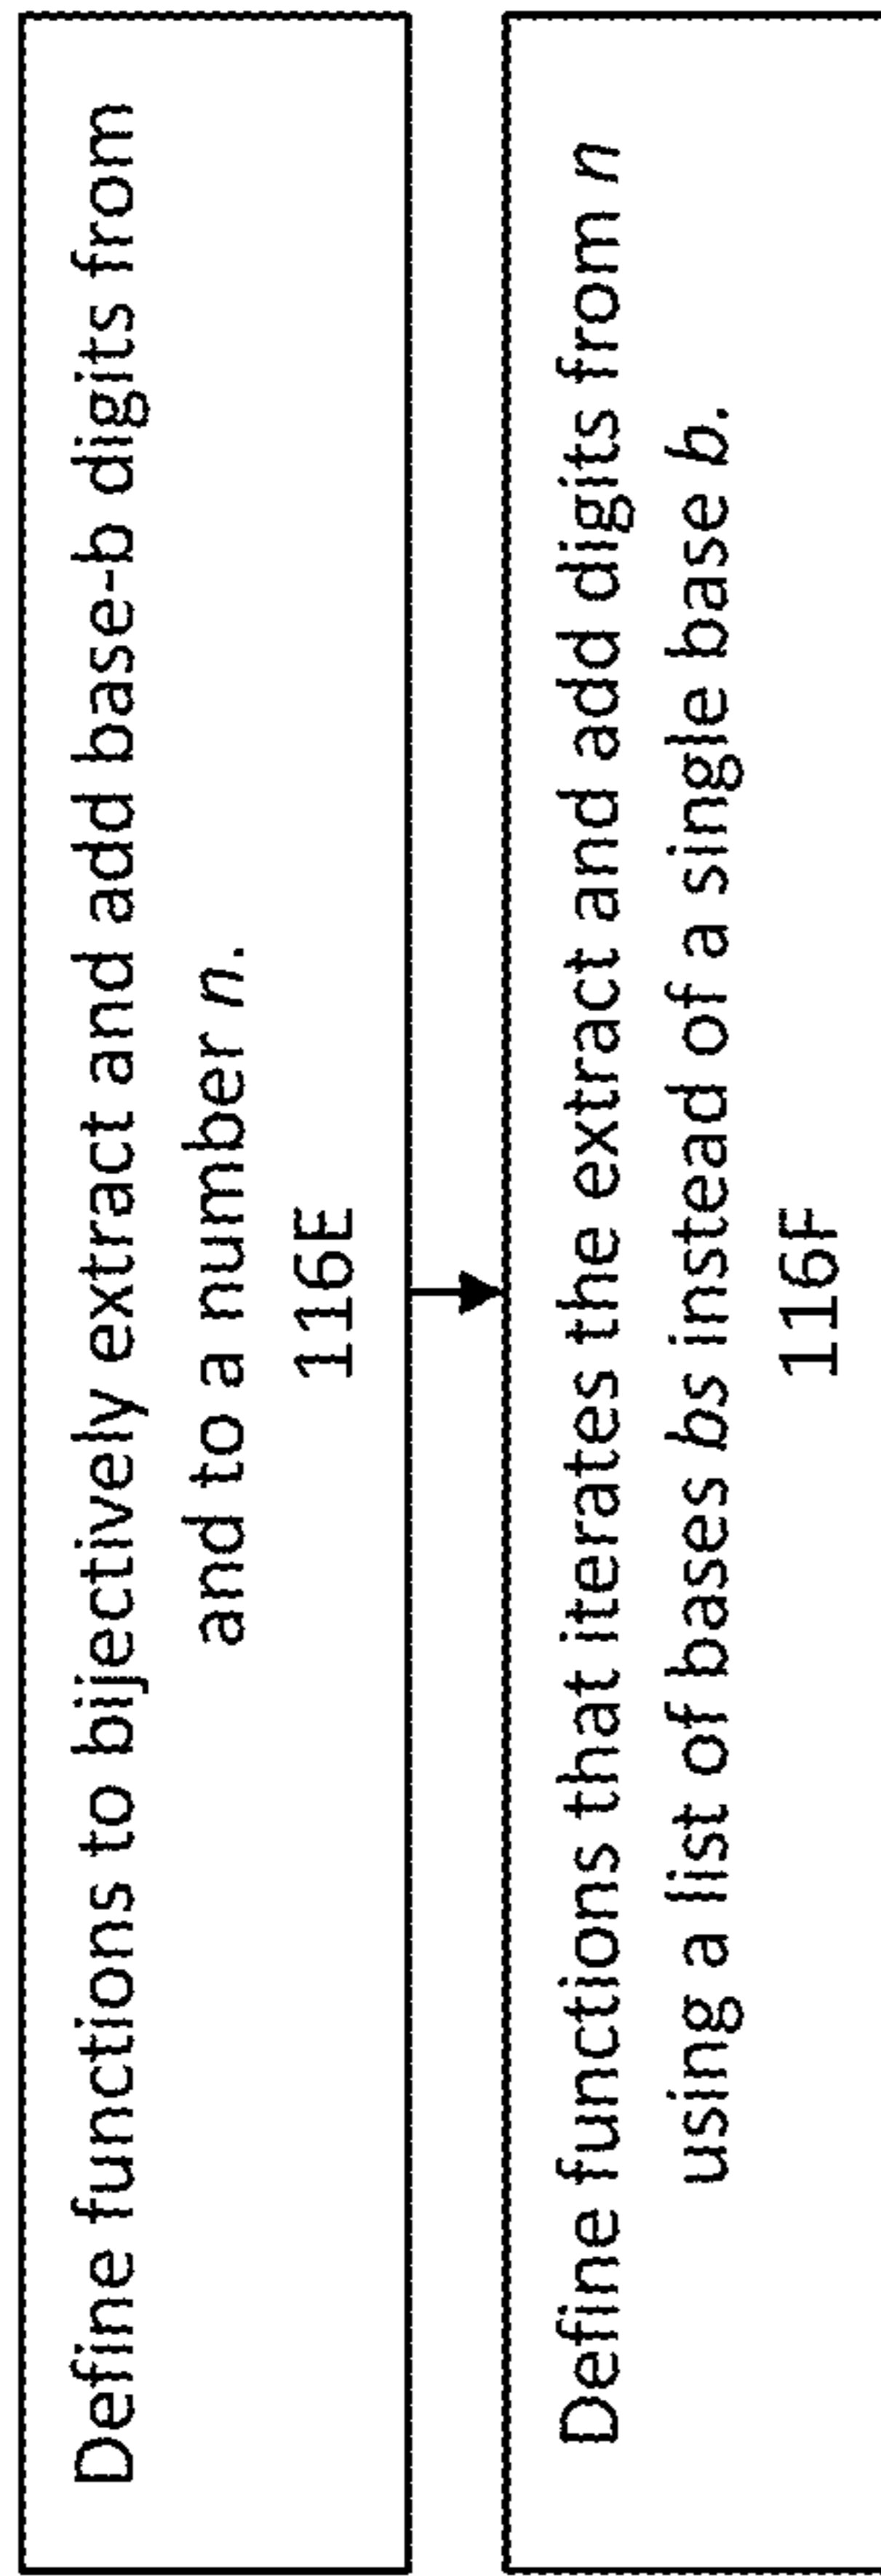 Define functions to bijectively extract and add base-b digits from
and to a number n.
116E
Define functions that iterates the extract and add digits from n
using a list of bases bs instead of a single base b.
116F